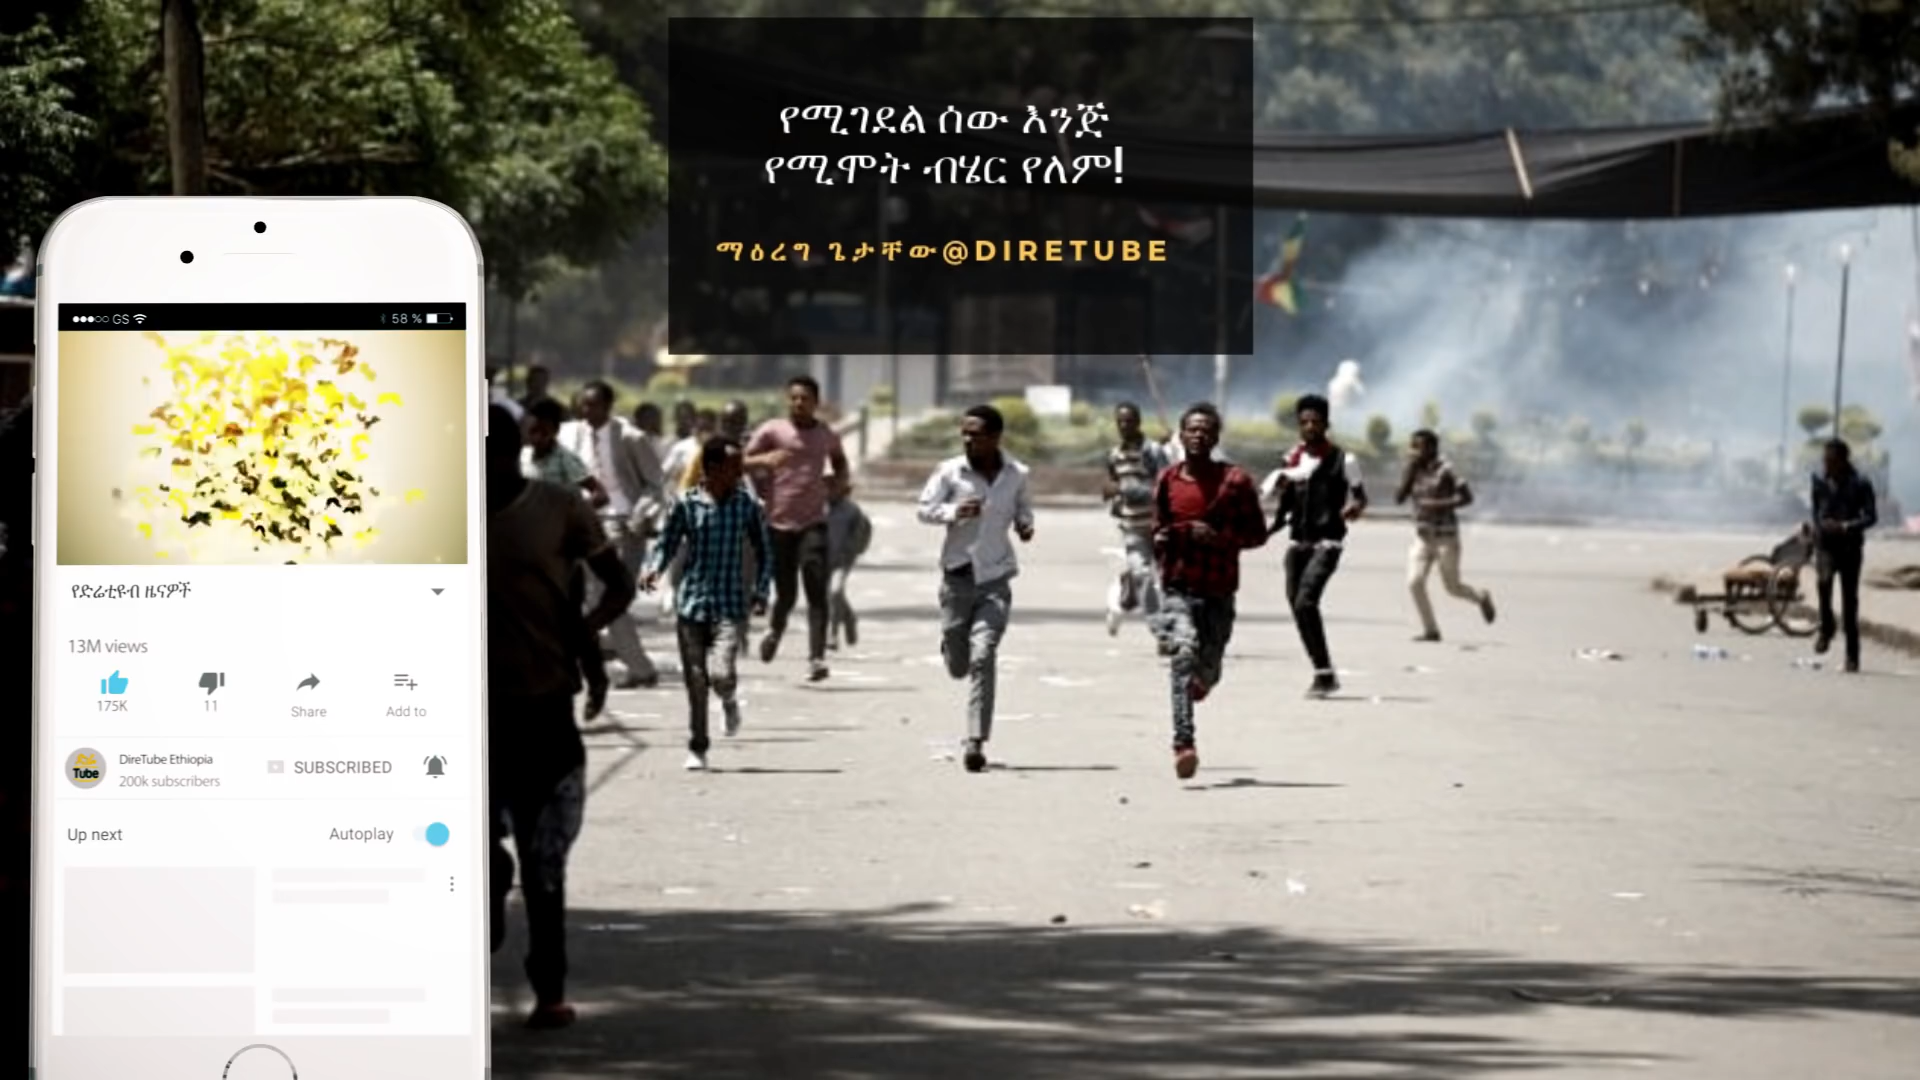 የሚገደል ሰው እንጅ
የሚሞት ብሄር የለም!
ማዕረግ ጌታቸው@DIRETUBE
GS 58 %
የድሬቲዩብ ዜናዎች
13M views
175K 11 Share Add to
Tube
DireTube Ethiopia
200k subscribers
SUBSCRIBED
Up next Autoplay